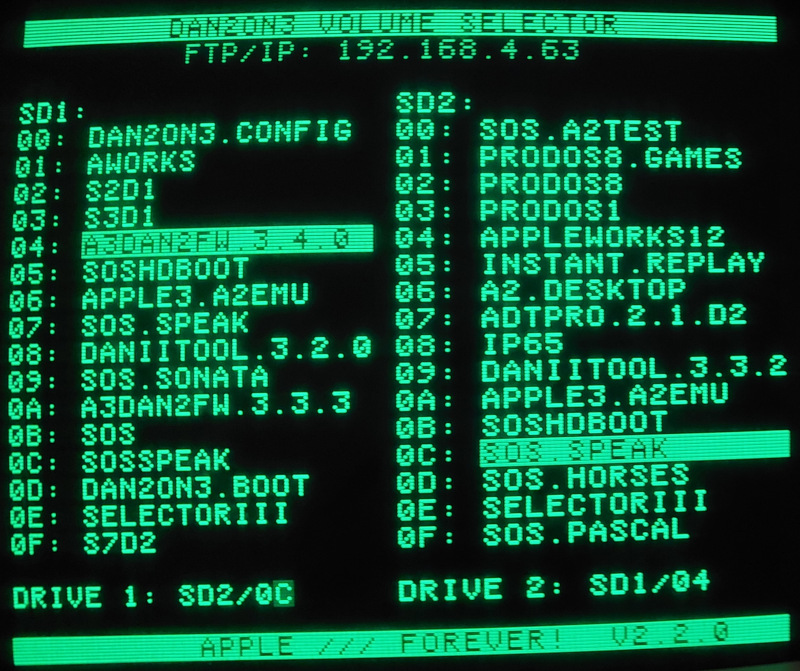 DAN2ON3 VOLUME SELECTOR
FTP/IP: 192.168.4.63
SD1:
00: DAN2ON3.CONFIG
01: AWORKS
02: S2D1
03: S3D1
04: A3DAN2FW.3.4.0
05: SOSHDBOOT
06: APPLE3.A2EMU
07: SOS.SPEAK
08: DANIITOOL.3.2.0
09: SOS.SONATA
0A: A3DAN2FW.3.3.3
0B: SOS
0C: SOSSPEAK
0D: DAN2ON3.BOOT
0E: SELECTORIII
0F: S7D2
SD2:
00: SOS.A2TEST
01: PRODOS8.GAMES
02: PRODOS8
03: PRODOS1
04: APPLEWORKS12
05: INSTANT.REPLAY
06: A2.DESKTOP
07: ADTPRO.2.1.D2
08: IP65
09: DANIITOOL.3.3.2
0A: APPLE3.A2EMU
0B: SOSHDBOOT
0C: SOS.SPEAK
0D: SOS.HORSES
0E: SELECTORIII
0F: SOS.PASCAL
DRIVE 1: SD2/0C
DRIVE 2: SD1/04
APPLE /// FOREVER! V2.2.0